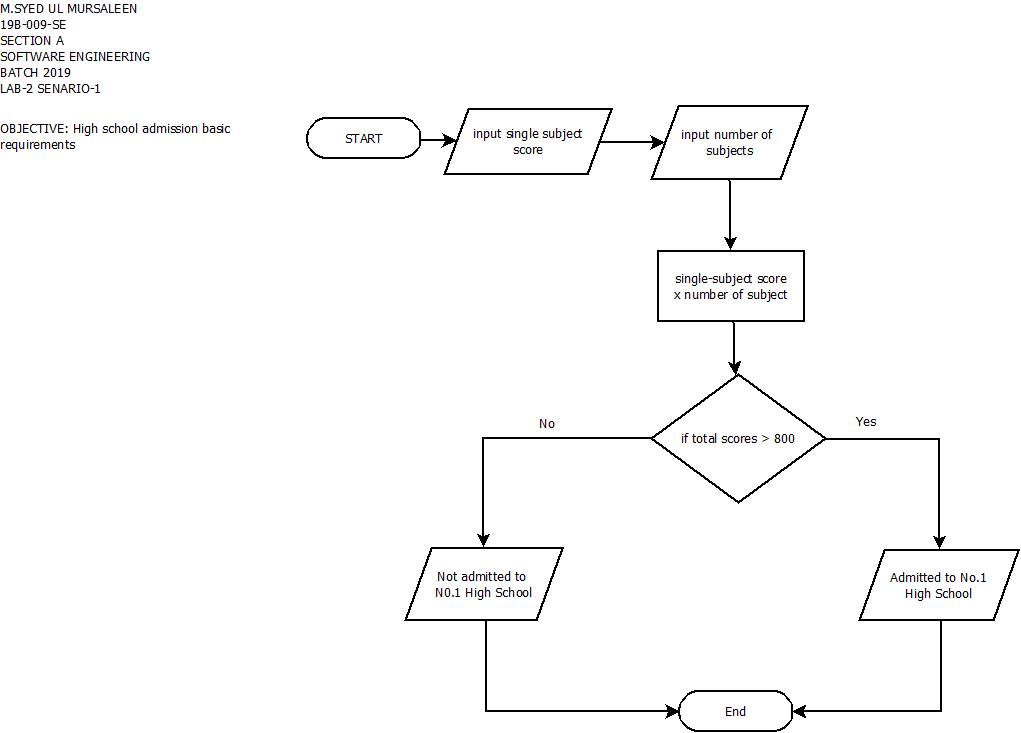 M.SYED UL MURSALEEN
19B-009-SE
SECTION A
SOFTWARE ENGINEERING
BATCH 2019
LAB-2 SENARIO-1
OBJECTIVE: High school admission basic
requirements
START
input single subject
score
input number of
subjects
single-subject score
x number of subject
if total scores > 800
No
Yes
Not admitted to
N0.1 High School
Admitted to No.1
High School
End